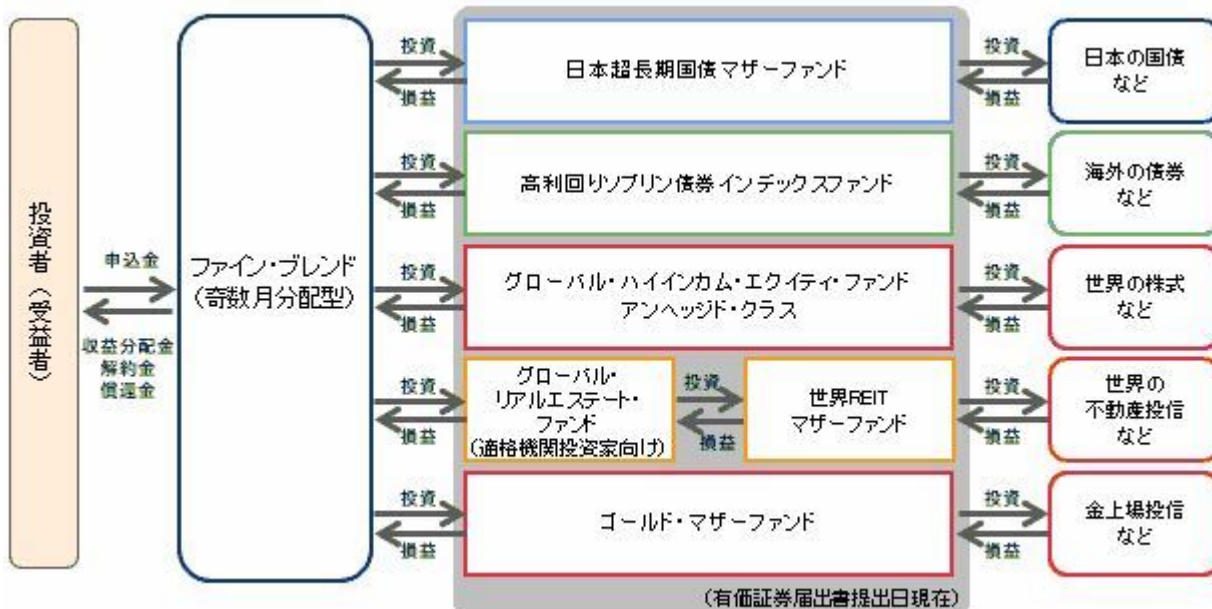 投資者（受益者）
申込金
収益分配金
解約金
償還金
ファイン・ブレンド
（奇数月分配型）
投資
損益
日本超長期国債マザーファンド
投資
損益
日本の国債
など
投資
損益
高利回りソブリン債券インデックスファンド
投資
損益
海外の債券
など
投資
損益
グローバル・ハイインカム・エクイティ・ファンド
アンヘッジド・クラス
投資
損益
世界の株式
など
投資
損益
グローバル・
リアルエステート・
ファンド
（適格機関投資家向け）
投資
損益
世界REIT
マザーファンド
投資
損益
世界の
不動産投信
など
投資
損益
ゴールド・マザーファンド
投資
損益
金上場投信
など
（有価証券届出書提出日現在）